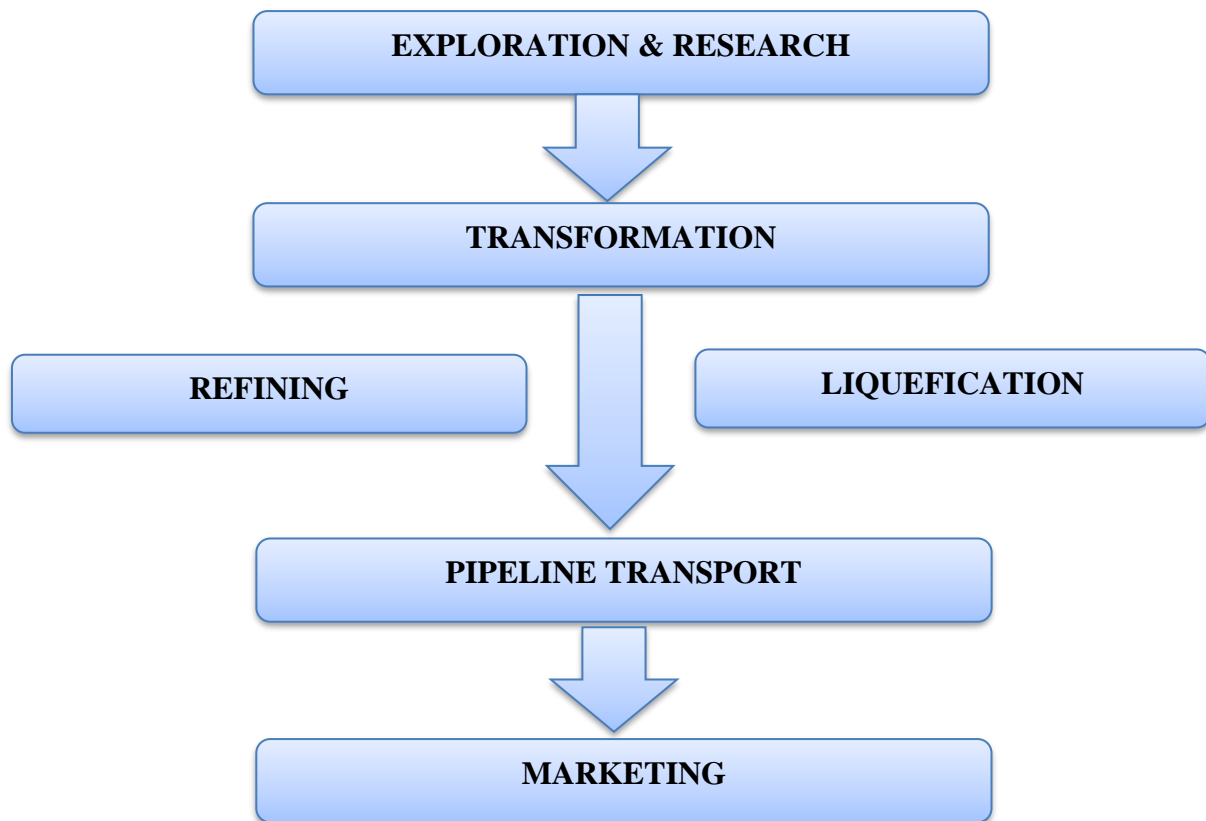 EXPLORATION & RESEARCH
TRANSFORMATION
REFINING
LIQUEFICATION
PIPELINE TRANSPORT
MARKETING